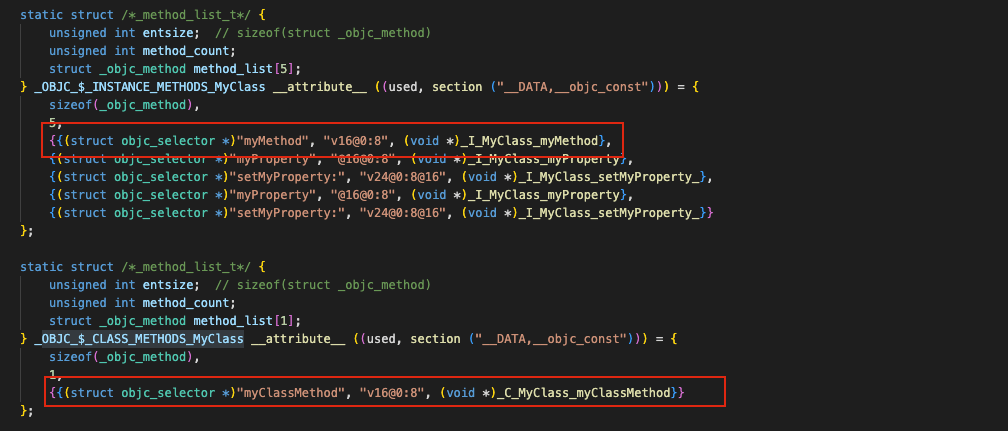 static struct /*_method_list_t*/ {
    unsigned int entsize;  // sizeof(struct _objc_method)
    unsigned int method_count;
    struct _objc_method method_list[5];
} _OBJC_$_INSTANCE_METHODS_MyClass __attribute__ ((used, section ("__DATA,__objc_const"))) = {
    sizeof(_objc_method),
    5,
    {{(struct objc_selector *)"myMethod", "v16@0:8", (void *)_I_MyClass_myMethod},
    {(struct objc_selector *)"myProperty", "@16@0:8", (void *)_I_MyClass_myProperty},
    {(struct objc_selector *)"setMyProperty:", "v24@0:8@16", (void *)_I_MyClass_setMyProperty_},
    {(struct objc_selector *)"myProperty", "@16@0:8", (void *)_I_MyClass_myProperty},
    {(struct objc_selector *)"setMyProperty:", "v24@0:8@16", (void *)_I_MyClass_setMyProperty_}}
};
static struct /*_method_list_t*/ {
    unsigned int entsize;  // sizeof(struct _objc_method)
    unsigned int method_count;
    struct _objc_method method_list[1];
} _OBJC_$_CLASS_METHODS_MyClass __attribute__ ((used, section ("__DATA,__objc_const"))) = {
    sizeof(_objc_method),
    1,
    {{(struct objc_selector *)"myClassMethod", "v16@0:8", (void *)_C_MyClass_myClassMethod}}
};